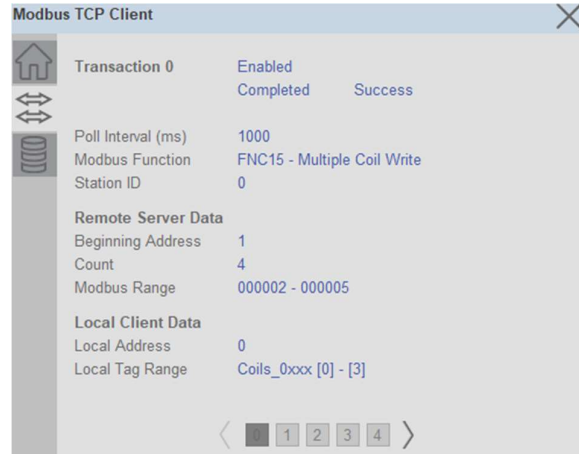 Modbus TCP Client
Transaction 0 Enabled
Completed Success
Poll Interval (ms) 1000
Modbus Function FNC15 - Multiple Coil Write
Station ID 0
Remote Server Data
Beginning Address 1
Count 4
Modbus Range 000002 - 000005
Local Client Data
Local Address 0
Local Tag Range Coils_0xxx [0] - [3]
0 1 2 3 4